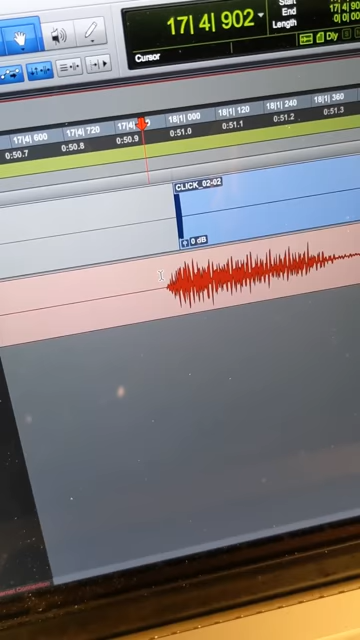 Start
17| 4| 902
End
Length
Cursor
Dly
17|4| 600 17|4| 720 18|1| 000 18|1| 120 18|1| 240 18|1| 360
0:50.7 0:50.8 0:50.9 0:51.0 0:51.1 0:51.2 0:51.3
CLICK_02-02
0 dB